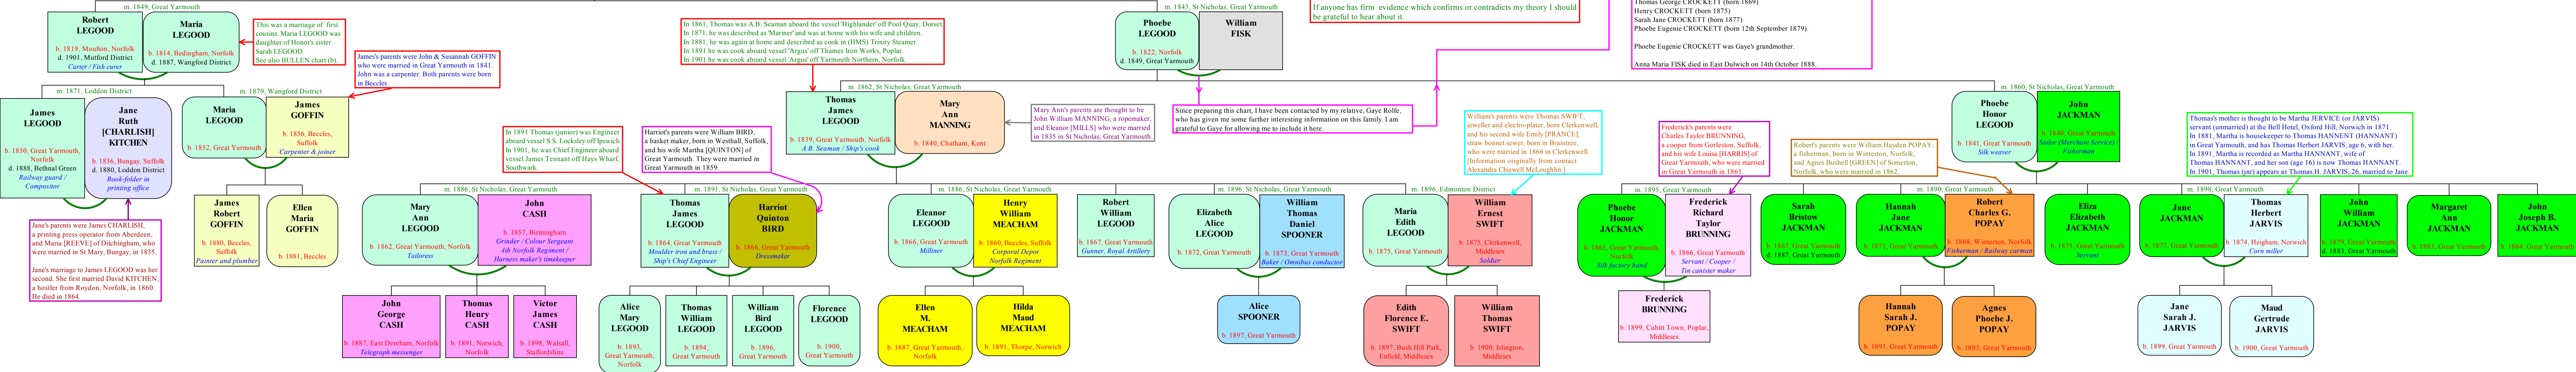 m. 1849, Great Yarmouth
Robert
LEGOOD
b. 1819, Moulton, Norfolk
d. 1901, Mutford District
Carter / Fish curer
Maria
LEGOOD
b. 1814, Bedingham, Norfolk
d. 1887, Wangford District
This was a marriage of first
cousins. Maria LEGOOD was
daughter of Honor's sister
Sarah LEGOOD.
See also BULLEN chart (b).
James's parents were John & Susannah GOFFIN
who were married in Great Yarmouth in 1841.
John was a carpenter. Both parents were born
in Beccles.
In 1861, Thomas was A.B. Seaman aboard the vessel 'Highlander' off Pool Quay, Dorset.
In 1871, he was described as 'Mariner' and was at home with his wife and children.
In 1881, he was again at home and described as cook in (HMS) Trinity Steamer.
In 1891 he was cook aboard vessel 'Argus' off Thames Iron Works, Poplar.
In 1901 he was cook aboard vessel 'Argus' off Yarmouth Northern, Norfolk.
m. 1843, St Nicholas, Great Yarmouth
Phoebe
LEGOOD
b. 1822, Norfolk
d. 1849, Great Yarmouth
William
FISK
If anyone has firm evidence which confirms or contradicts my theory I should
be grateful to hear about it.
Thomas George CROCKETT (born 1869)
Henry CROCKETT (born 1875)
Sarah Jane CROCKETT (born 1877)
Phoebe Eugenie CROCKETT (born 12th September 1879).
Phoebe Eugenie CROCKETT was Gaye's grandmother.
Anna Maria FISK died in East Dulwich on 14th October 1888.
m. 1871, Loddon District
James
LEGOOD
b. 1850, Great Yarmouth,
Norfolk
d. 1888, Bethnal Green
Railway guard /
Compositor
Jane
Ruth
[CHARLISH]
KITCHEN
b. 1836, Bungay, Suffolk
d. 1880, Loddon District
Book-folder in
printing office
m. 1879, Wangford District
Maria
LEGOOD
b. 1852, Great Yarmouth
James
GOFFIN
b. 1856, Beccles,
Suffolk
Carpenter & joiner
m. 1862, St Nicholas, Great Yarmouth
Thomas
James
LEGOOD
b. 1839, Great Yarmouth, Norfolk
A.B. Seaman / Ship's cook
Mary
Ann
MANNING
b. 1840, Chatham, Kent
Mary Ann's parents are thought to be
John William MANNING, a ropemaker,
and Eleanor [MILLS] who were married
in 1835 in St Nicholas, Great Yarmouth.
Since preparing this chart, I have been contacted by my relative, Gaye Rolfe,
who has given me some further interesting information on this family. I am
grateful to Gaye for allowing me to include it here.
m. 1860, St Nicholas, Great Yarmouth
Phoebe
Honor
LEGOOD
b. 1841, Great Yarmouth
Silk weaver
John
JACKMAN
b. 1840, Great Yarmouth
Sailor (Merchant Service) /
Fisherman
Jane's parents were James CHARLISH,
a printing press operator from Aberdeen,
and Maria [REEVE] of Ditchingham, who
were married in St Mary, Bungay, in 1835.
Jane's marriage to James LEGOOD was her
second. She first married David KITCHEN,
a hostler from Roydon, Norfolk, in 1860.
He died in 1864.
James
Robert
GOFFIN
b. 1880, Beccles,
Suffolk
Painter and plumber
Ellen
Maria
GOFFIN
b. 1881, Beccles
In 1891 Thomas (junior) was Engineer
aboard vessel S.S. Locksley off Ipswich.
In 1901, he was Chief Engineer aboard
vessel James Tennant off Hays Wharf,
Southwark.
Harriot's parents were William BIRD,
a basket maker, born in Westhall, Suffolk,
and his wife Martha [QUINTON] of
Great Yarmouth. They were married in
Great Yarmouth in 1859.
William's parents were Thomas SWIFT,
jeweller and electro-plater, born Clerkenwell,
and his second wife Emily [PRANCE],
straw bonnet sewer, born in Braintree,
who were married in 1866 in Clerkenwell.
[Information originally from contact
Alexandra Chiswell McLoughlin.]
Frederick's parents were
Charles Taylor BRUNNING,
a cooper from Gorleston, Suffolk,
and his wife Louisa [HARRIS] of
Great Yarmouth, who were married
in Great Yarmouth in 1861.
Robert's parents were William Hayden POPAY,
a fisherman, born in Winterton, Norfolk,
and Agnes Bushell [GREEN] of Somerton,
Norfolk, who were married in 1862.
Thomas's mother is thought to be Martha JERVICE (or JARVIS)
servant (unmarried) at the Bell Hotel, Oxford Hill, Norwich in 1871.
In 1881, Martha is housekeeper to Thomas HANNENT (HANNANT)
in Great Yarmouth, and has Thomas Herbert JARVIS, age 6, with her.
In 1891, Martha is recorded as Martha HANNANT, wife of
Thomas HANNANT, and her son (age 16) is now Thomas HANNANT.
In 1901, Thomas (jnr) appears as Thomas H. JARVIS, 26, married to Jane.
m. 1886, St Nicholas, Great Yarmouth
Mary
Ann
LEGOOD
b. 1862, Great Yarmouth, Norfolk
Tailoress
John
CASH
b. 1857, Birmingham
Grinder / Colour Sergeant
4th Norfolk Regiment /
Harness maker's timekeeper
m. 1891, St Nicholas, Great Yarmouth
Thomas
James
LEGOOD
b. 1864, Great Yarmouth
Moulder iron and brass /
Ship's Chief Engineer
Harriot
Quinton
BIRD
b. 1866, Great Yarmouth
Dressmaker
m. 1886, St Nicholas, Great Yarmouth
Eleanor
LEGOOD
b. 1866, Great Yarmouth
Milliner
Henry
William
MEACHAM
b. 1860, Beccles, Suffolk
Corporal Depot
Norfolk Regiment
Robert
William
LEGOOD
b. 1867, Great Yarmouth
Gunner, Royal Artillery
m. 1896, St Nicholas, Great Yarmouth
Elizabeth
Alice
LEGOOD
b. 1872, Great Yarmouth
William
Thomas
Daniel
SPOONER
b. 1873, Great Yarmouth
Baker / Omnibus conductor
m. 1896, Edmonton District
Maria
Edith
LEGOOD
b. 1875, Great Yarmouth
William
Ernest
SWIFT
b. 1875, Clerkenwell,
Middlesex
Soldier
m. 1895, Great Yarmouth
Phoebe
Honor
JACKMAN
b. 1865, Great Yarmouth,
Norfolk
Silk factory hand
Frederick
Richard
Taylor
BRUNNING
b. 1866, Great Yarmouth
Servant / Cooper /
Tin canister maker
Sarah
Bristow
JACKMAN
b. 1867, Great Yarmouth
d. 1887, Great Yarmouth
m. 1890, Great Yarmouth
Hannah
Jane
JACKMAN
b. 1871, Great Yarmouth
Robert
Charles G.
POPAY
b. 1868, Winterton, Norfolk
Fisherman / Railway carman
Eliza
Elizabeth
JACKMAN
b. 1875, Great Yarmouth
Servant
m. 1898, Great Yarmouth
Jane
JACKMAN
b. 1877, Great Yarmouth
Thomas
Herbert
JARVIS
b. 1874, Heigham, Norwich
Corn miller
John
William
JACKMAN
b. 1879, Great Yarmouth
d. 1883, Great Yarmouth
Margaret
Ann
JACKMAN
b. 1883, Great Yarmouth
John
Joseph B.
JACKMAN
b. 1884, Great Yarmouth
John
George
CASH
b. 1887, East Dereham, Norfolk
Telegraph messenger
Thomas
Henry
CASH
b. 1891, Norwich,
Norfolk
Victor
James
CASH
b. 1898, Walsall,
Staffordshire
Alice
Mary
LEGOOD
b. 1893,
Great Yarmouth,
Norfolk
Thomas
William
LEGOOD
b. 1894,
Great Yarmouth
William
Bird
LEGOOD
b. 1896,
Great Yarmouth
Florence
LEGOOD
b. 1900,
Great Yarmouth
Ellen
M.
MEACHAM
b. 1887, Great Yarmouth,
Norfolk
Hilda
Maud
MEACHAM
b. 1891, Thorpe, Norwich
Alice
SPOONER
b. 1897, Great Yarmouth
Edith
Florence E.
SWIFT
b. 1897, Bush Hill Park,
Enfield, Middlesex
William
Thomas
SWIFT
b. 1900, Islington,
Middlesex
Frederick
BRUNNING
b. 1899, Cubitt Town, Poplar,
Middlesex
Hannah
Sarah J.
POPAY
b. 1891, Great Yarmouth
Agnes
Phoebe J.
POPAY
b. 1893, Great Yarmouth
Jane
Sarah J.
JARVIS
b. 1899, Great Yarmouth
Maud
Gertrude
JARVIS
b. 1900, Great Yarmouth